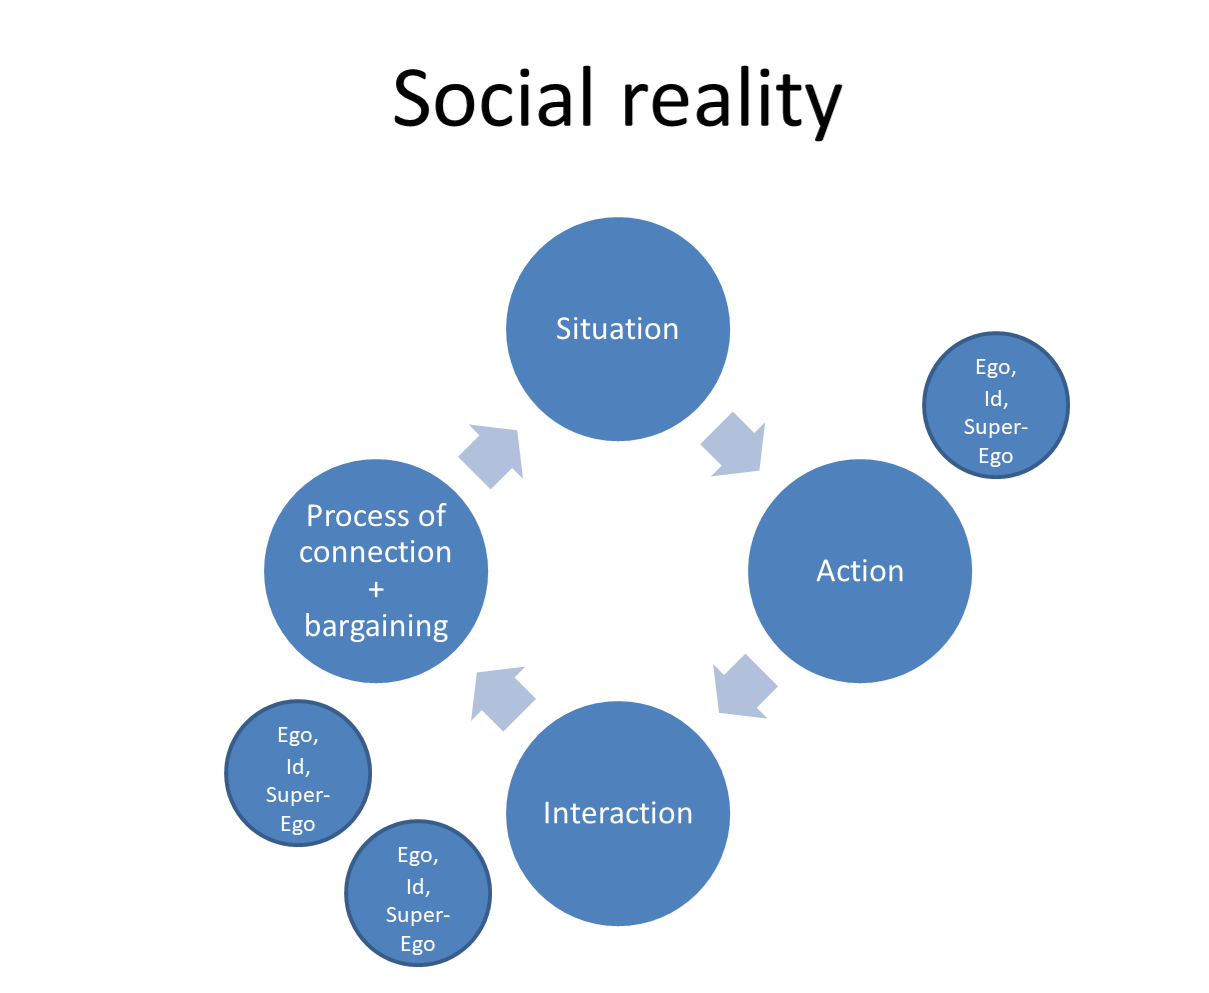 Social reality
Situation
Ego,
Id,
Super-
Ego
Action
Process of
connection
+
bargaining
Interaction
Ego,
Id,
Super-
Ego
Ego,
Id,
Super-
Ego